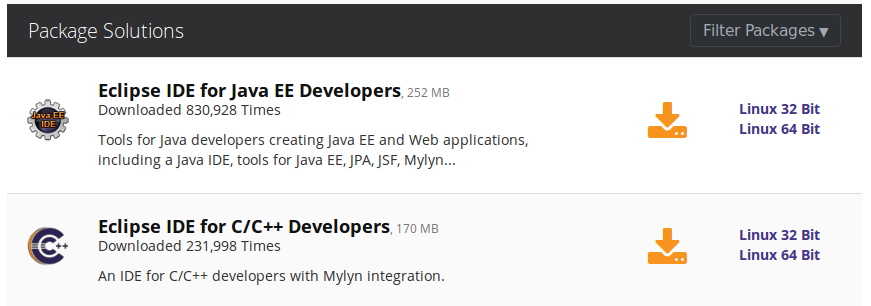 Package Solutions
Filter Packages ▼
Eclipse IDE for Java EE Developers, 252 MB
Downloaded 830,928 Times
Java EE
IDE
Tools for Java developers creating Java EE and Web applications,
including a Java IDE, tools for Java EE, JPA, JSF, Mylyn...
Linux 32 Bit
Linux 64 Bit
Eclipse IDE for C/C++ Developers, 170 MB
Downloaded 231,998 Times
C++
An IDE for C/C++ developers with Mylyn integration.
Linux 32 Bit
Linux 64 Bit